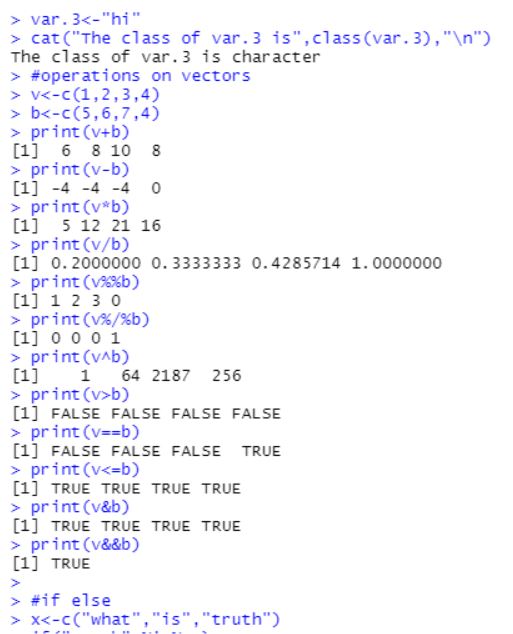 > var.3<-"hi"
> cat("The class of var.3 is",class(var.3),"\n")
The class of var.3 is character
> #operations on vectors
> v<-c(1,2,3,4)
> b<-c(5,6,7,4)
> print(v+b)
[1]  6  8 10  8
> print(v-b)
[1] -4 -4 -4  0
> print(v*b)
[1]  5 12 21 16
> print(v/b)
[1] 0.2000000 0.3333333 0.4285714 1.0000000
> print(v%%b)
[1] 1 2 3 0
> print(v%/%b)
[1] 0 0 0 1
> print(v^b)
[1]    1   64 2187  256
> print(v>b)
[1] FALSE FALSE FALSE FALSE
> print(v==b)
[1] FALSE FALSE FALSE  TRUE
> print(v<=b)
[1] TRUE TRUE TRUE TRUE
> print(v&b)
[1] TRUE TRUE TRUE TRUE
> print(v&&b)
[1] TRUE
>
> #if else
> x<-c("what","is","truth")